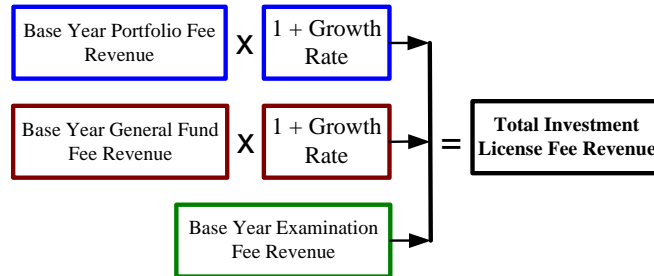 Base Year Portfolio Fee
Revenue
X
1 + Growth
Rate
Base Year General Fund
Fee Revenue
X
1 + Growth
Rate
=
Total Investment
License Fee Revenue
Base Year Examination
Fee Revenue